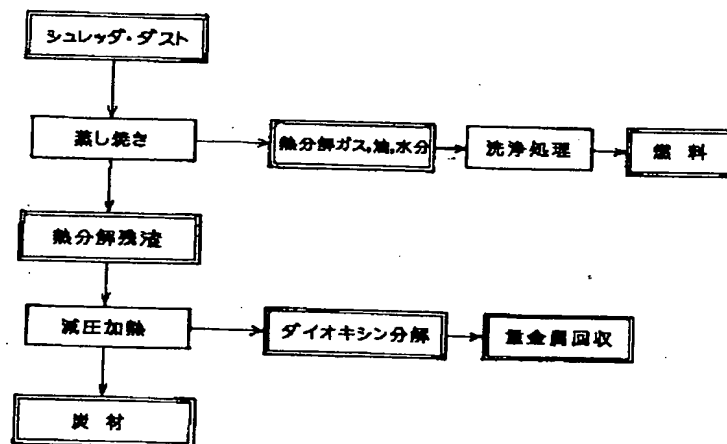 シュレッダ・ダスト
蒸し焼き
熱分解ガス,油,水分
洗浄処理
燃料
熱分解残渣
減圧加熱
ダイオキシン分解
重金属回収
炭材